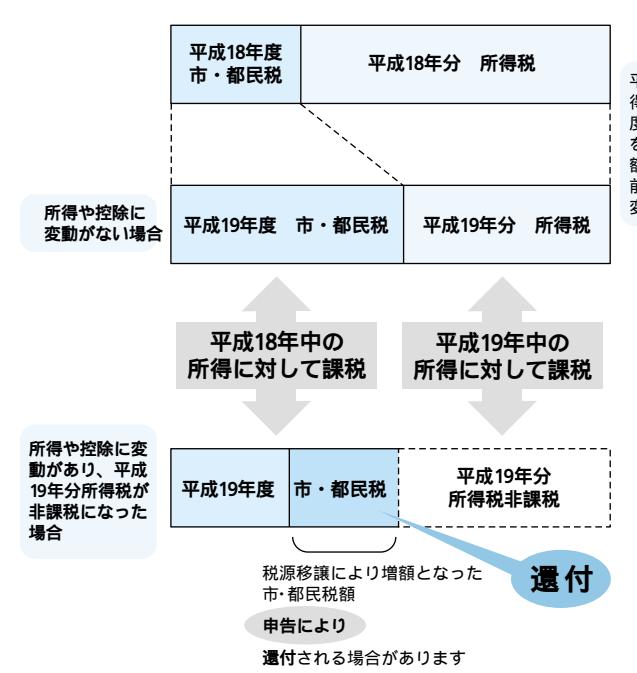 平成18年度
市・都民税
平成18年分　所得税
所得や控除に
変動がない場合
平成19年度　市・都民税
平成19年分　所得税
平成18年中の
所得に対して課税
平成19年中の
所得に対して課税
所得や控除に変
動があり、平成
19年分所得税が
非課税になった
場合
平成19年度
市・都民税
平成19年分
所得税非課税
税源移譲により増額となった
市・都民税額
還付
申告により
還付される場合があります